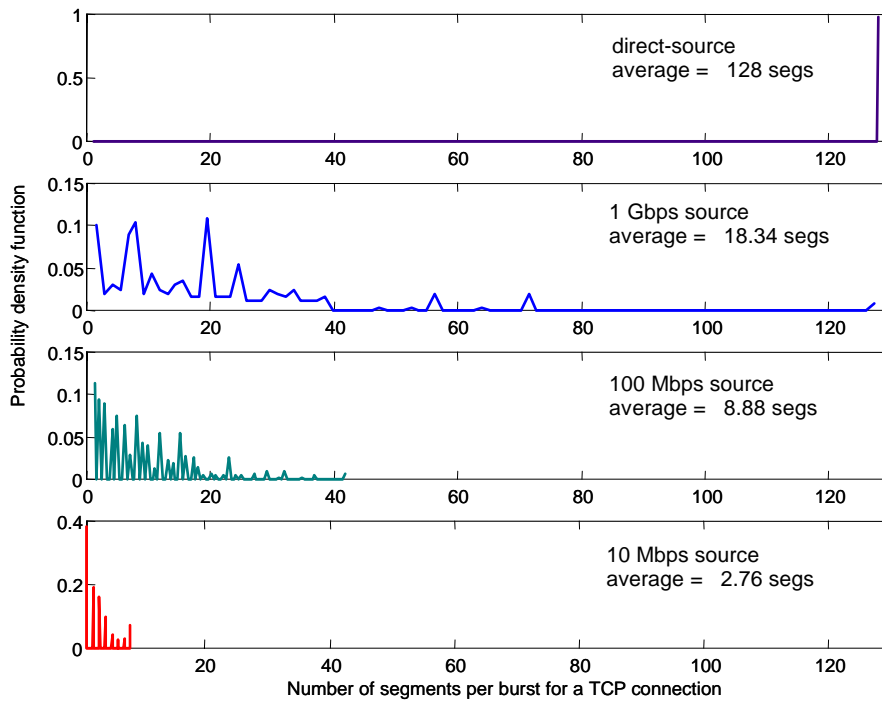 1
0.5
0
direct-source
average = 128 segs
0 20 40 60 80 100 120
Probability density function
0.15
0.1
0.05
0
1 Gbps source
average = 18.34 segs
0 20 40 60 80 100 120
0.15
0.1
0.05
0
100 Mbps source
average = 8.88 segs
0 20 40 60 80 100 120
0.4
0.2
0
10 Mbps source
average = 2.76 segs
20 40 60 80 100 120
Number of segments per burst for a TCP connection